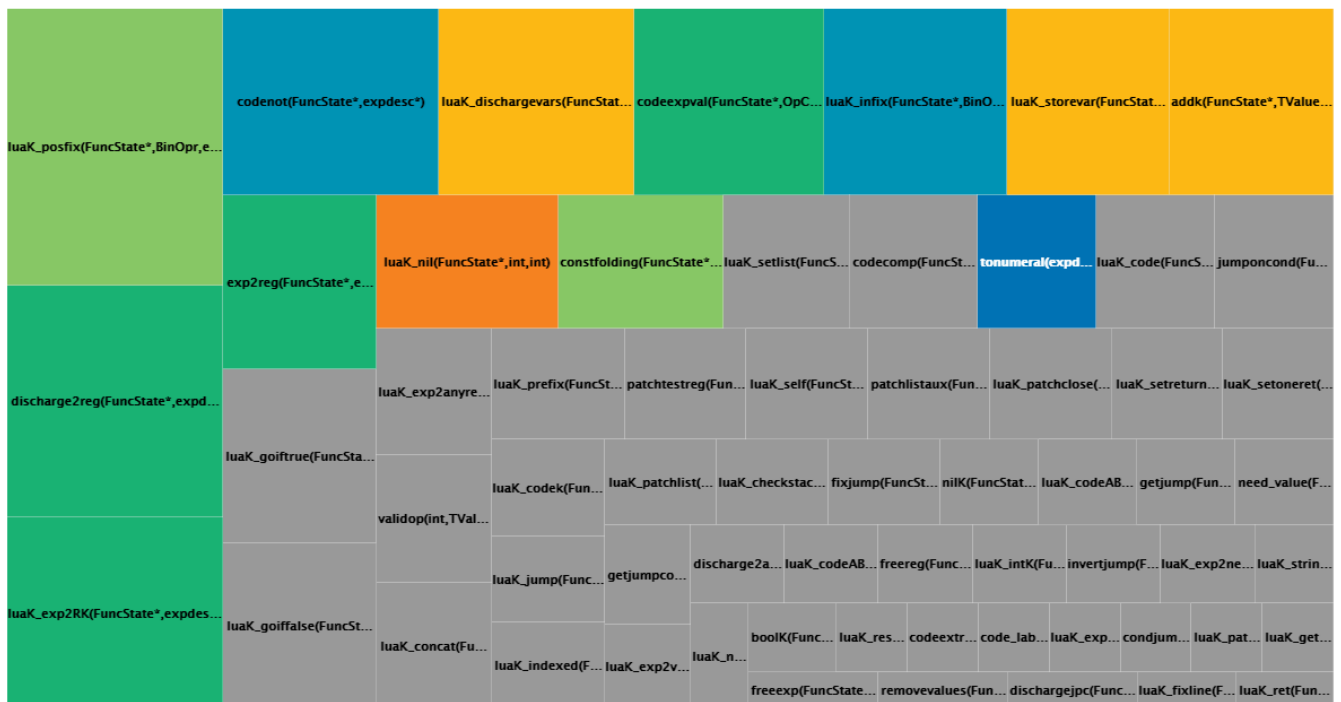 luaK_posfix(FuncState*,BinOpr,e...
codenot(FuncState*,expdesc*)
luaK_dischargevars(FuncStat...
codeexpval(FuncState*,OpC...
luaK_infix(FuncState*,BinO...
luaK_storevar(FuncStat...
addk(FuncState*,TValue...
exp2reg(FuncState*,e...
luaK_nil(FuncState*,int,int)
constfolding(FuncState*...
luaK_setlist(FuncS...
codecomp(FuncSt...
tonumeral(expd...
luaK_code(FuncS...
jumponcond(Fu...
discharge2reg(FuncState*,expd...
luaK_goiftrue(FuncSta...
luaK_exp2anyre...
luaK_prefix(FuncSt...
patchtestreg(Fun...
luaK_self(FuncSt...
patchlistaux(Fun...
luaK_patchclose(...
luaK_setreturn...
luaK_setoneret(...
validop(int,TVal...
luaK_codek(Fun...
luaK_patchlist(...
luaK_checkstac...
fixjump(FuncSt...
nilK(FuncStat...
luaK_codeAB...
getjump(Fun...
need_value(F...
luaK_exp2RK(FuncState*,expdes...
luaK_goiffalse(FuncSt...
luaK_concat(Fu...
luaK_jump(Func...
getjumpco...
discharge2a...
luaK_codeAB...
freereg(Func...
luaK_intK(Fu...
invertjump(F...
luaK_exp2ne...
luaK_strin...
luaK_indexed(F...
luaK_exp2v...
luaK_n...
boolK(Func...
luaK_res...
codeextr...
code_lab...
luaK_exp...
condjum...
luaK_pat...
luaK_get...
freeexp(FuncState...
removevalues(Fun...
dischargejpc(Func...
luaK_fixline(F...
luaK_ret(Fun...